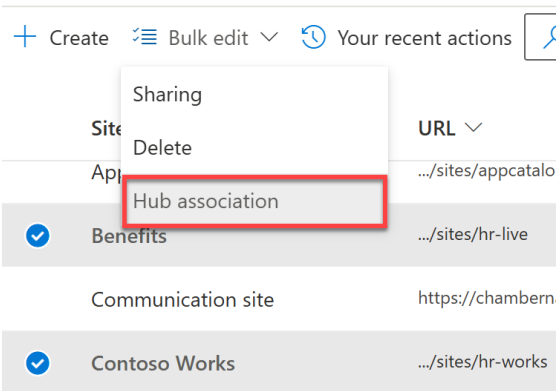 Create Bulk edit Your recent actions
Sharing
Site URL
Delete
App .../sites/appcatalo
Hub association
Benefits .../sites/hr-live
Communication site https://chambern
Contoso Works .../sites/hr-works